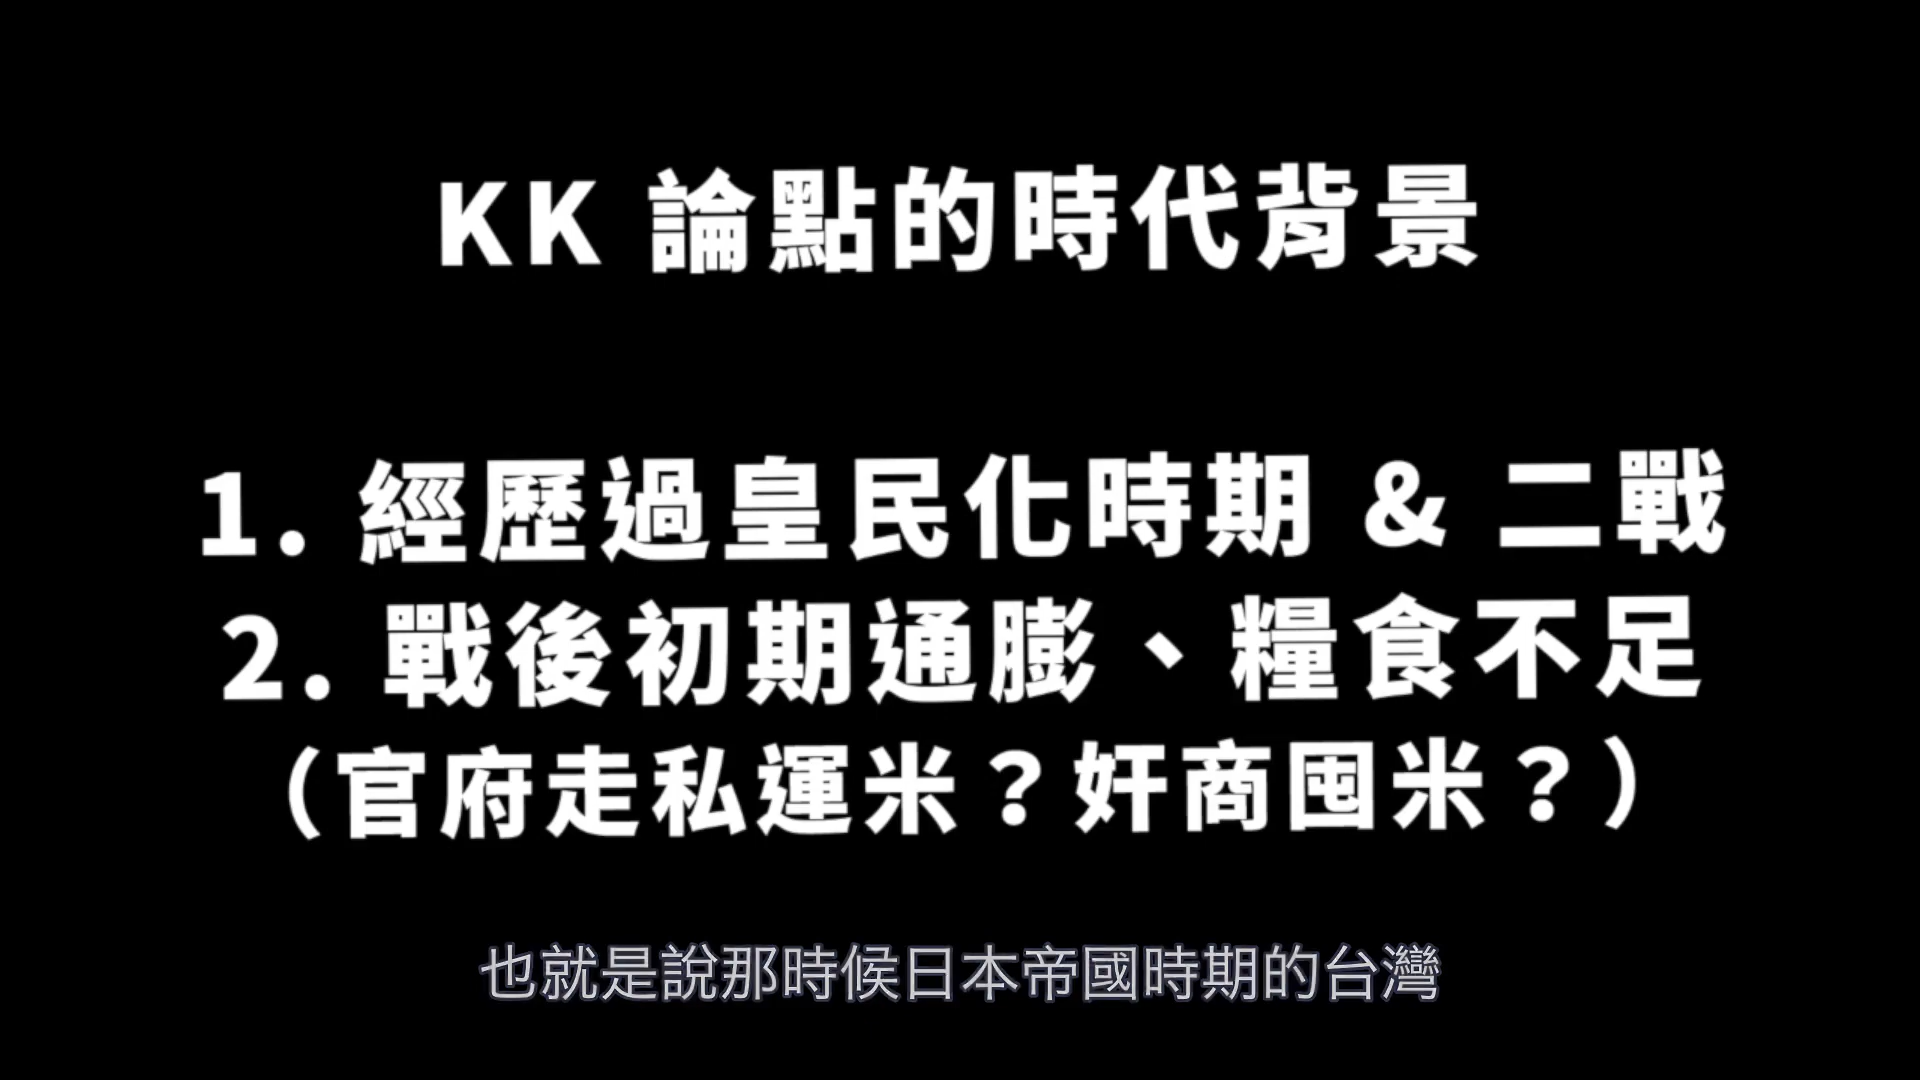 KK 論點的時代背景
1. 經歷過皇民化時期 & 二戰
2. 戰後初期通膨、糧食不足
（官府走私運米？奸商囤米？）
也就是說那時候日本帝國時期的台灣